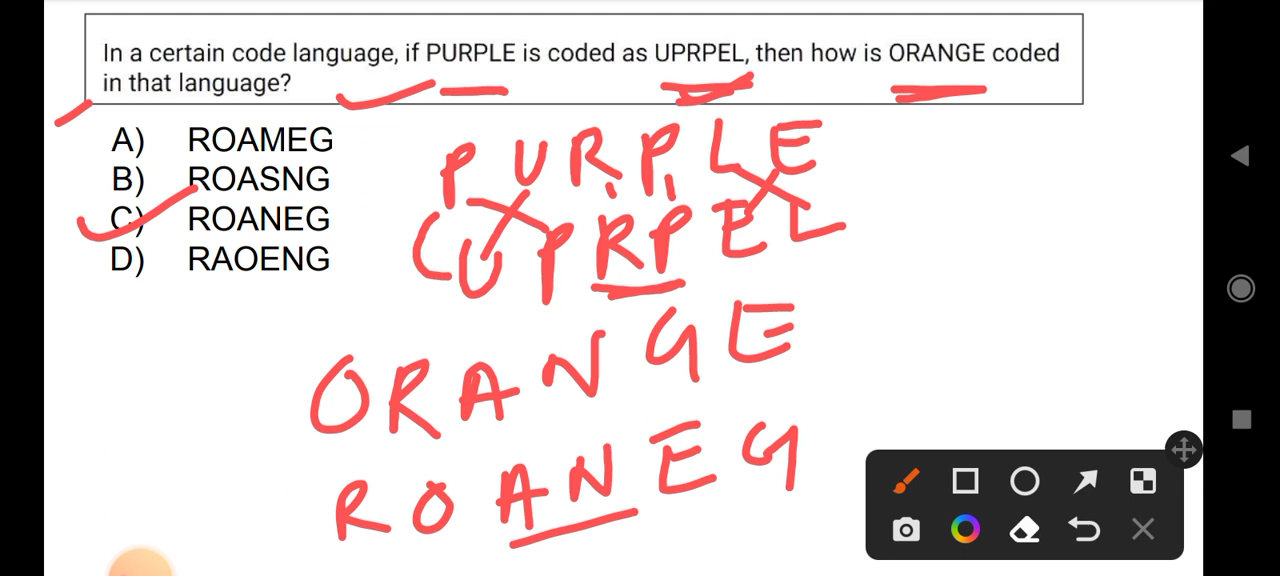 In a certain code language, if PURPLE is coded as UPRPEL, then how is ORANGE coded
in that language?
A) ROAMEG
B) ROASNG
C) ROANEG
D) RAOENG
PURPLE
UPRPEL
ORANGE
ROANEG